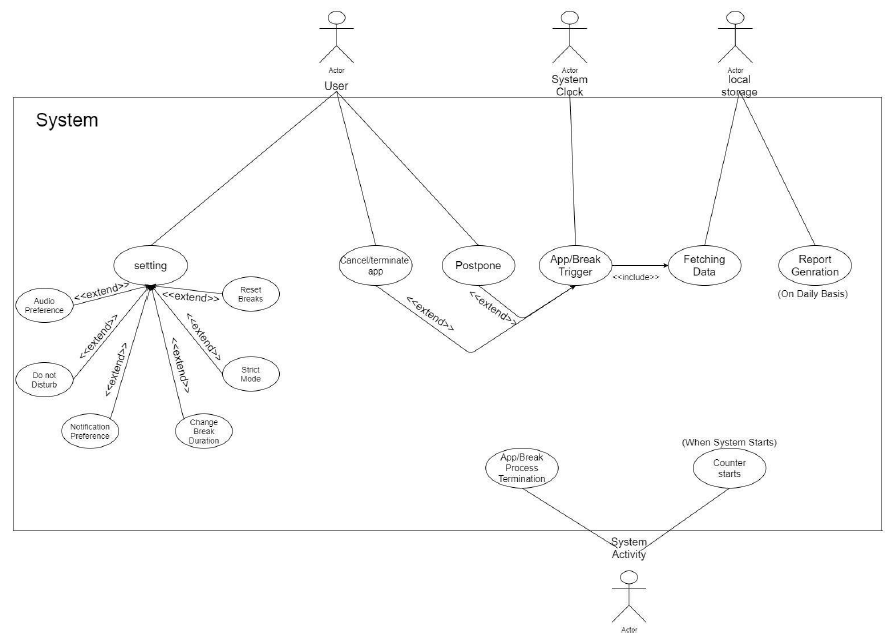 Actor
User
Actor
System
Clock
Actor
local
storage
System
setting
Cancel/terminate
app
Postpone
App/Break
Trigger
<<include>>
Fetching
Data
Report
Genration
(On Daily Basis)
Audio
Preference
<<extend>>
<<extend>>
Reset
Breaks
<<extend>>
<<extend>>
<<extend>>
<<extend>>
<<extend>>
<<extend>>
Do not
Disturb
Strict
Mode
Notification
Preference
Change
Break
Duration
App/Break
Process
Termination
(When System Starts)
Counter
starts
System
Activity
Actor